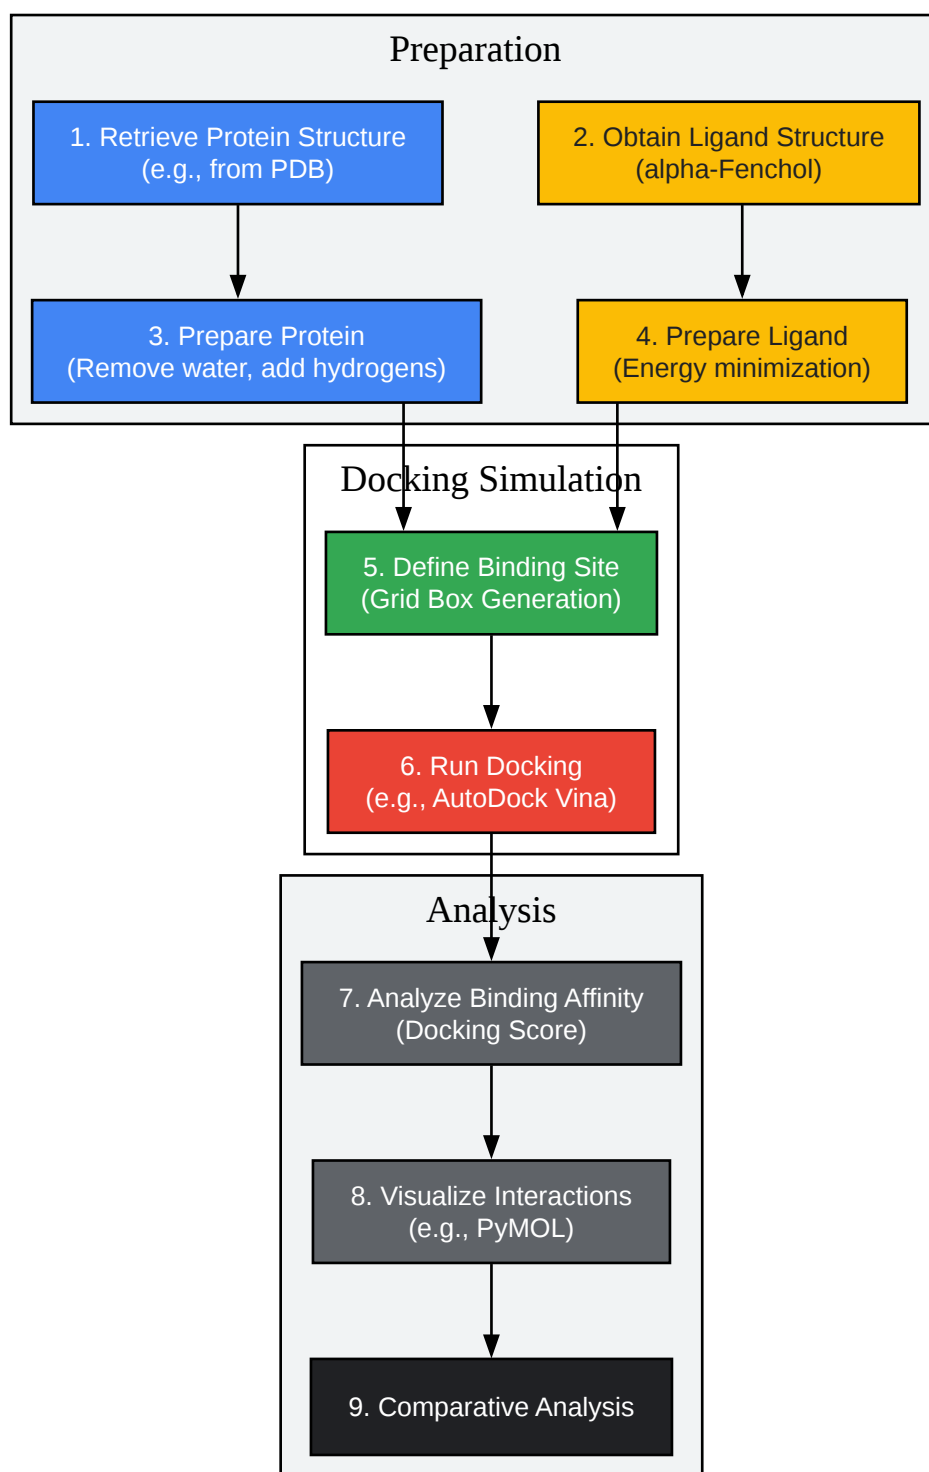 Preparation
1. Retrieve Protein Structure
(e.g., from PDB)
2. Obtain Ligand Structure
(alpha-Fenchol)
3. Prepare Protein
(Remove water, add hydrogens)
4. Prepare Ligand
(Energy minimization)
Docking Simulation
5. Define Binding Site
(Grid Box Generation)
6. Run Docking
(e.g., AutoDock Vina)
Analysis
7. Analyze Binding Affinity
(Docking Score)
8. Visualize Interactions
(e.g., PyMOL)
9. Comparative Analysis